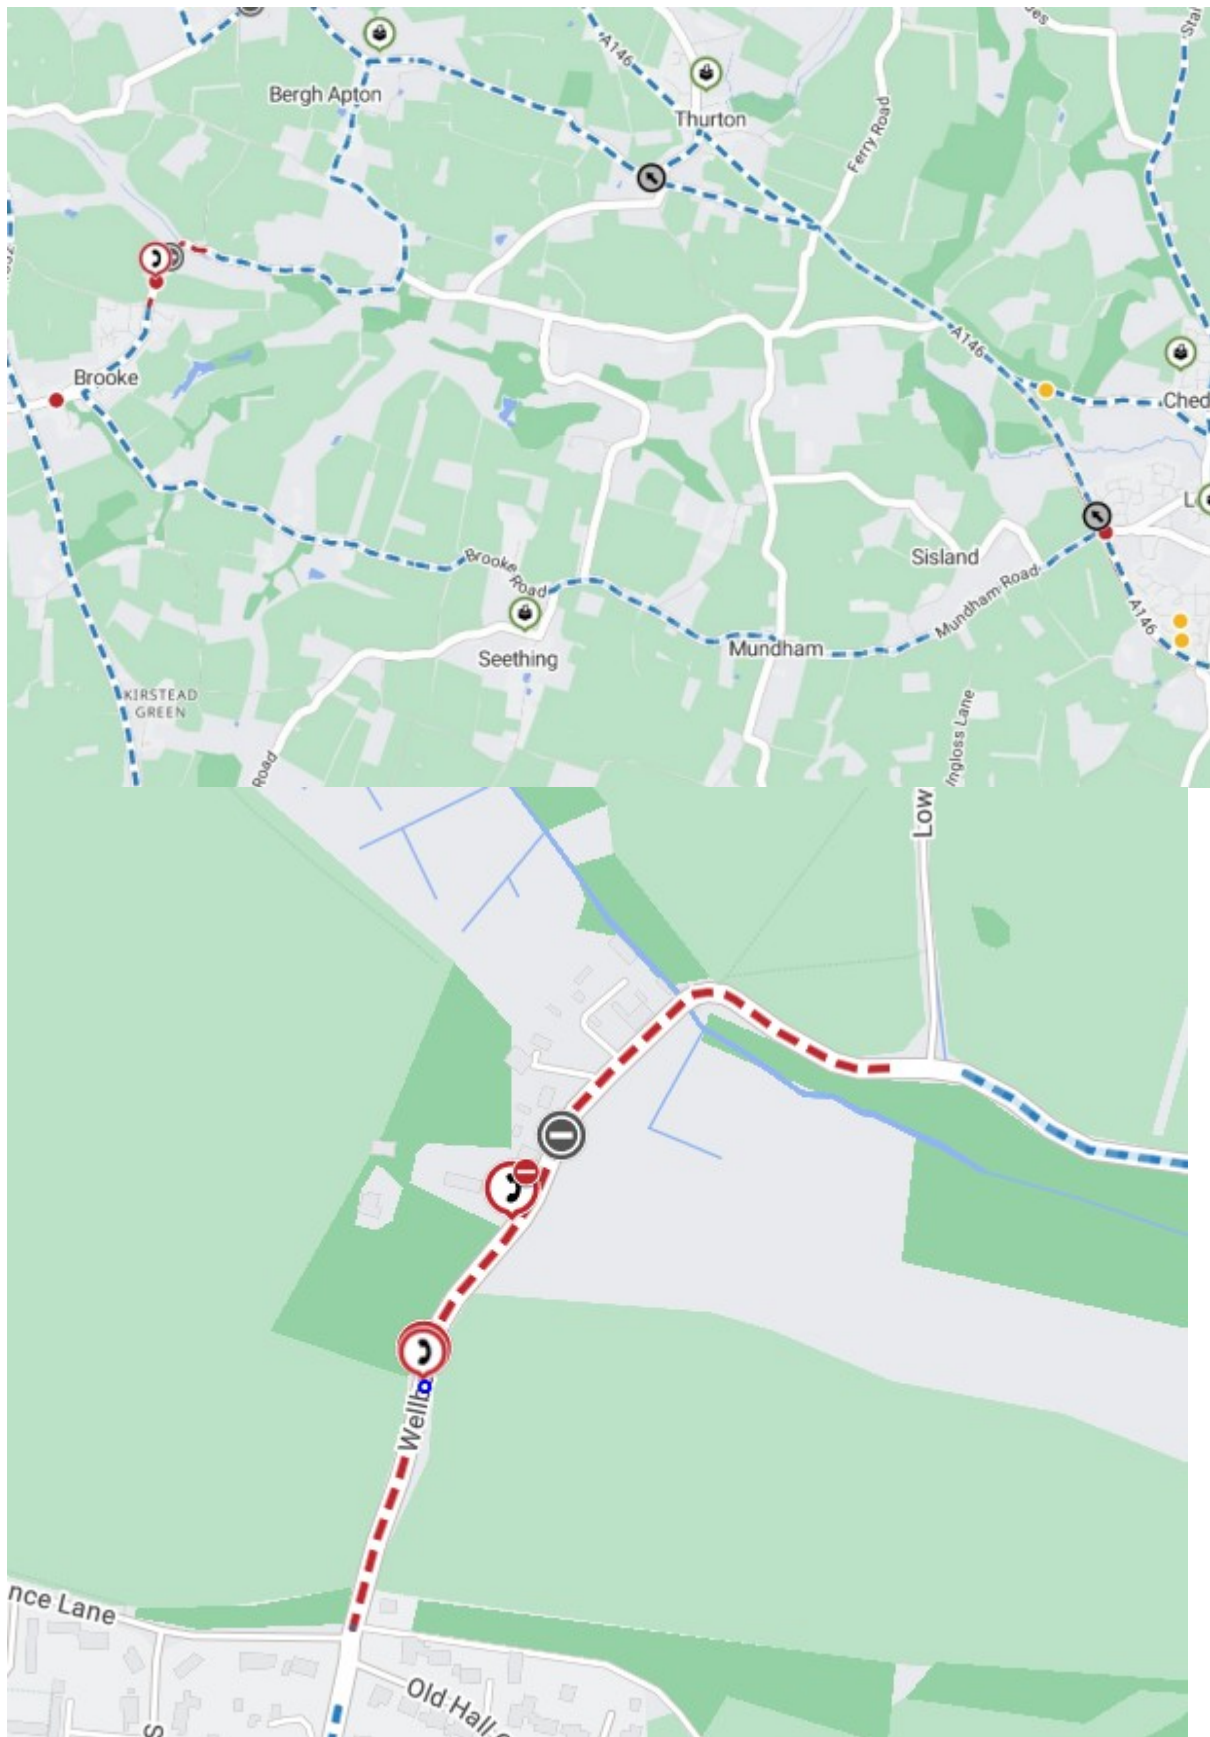 A146
Thurton
Bergh Apton
Ferry Road
Brooke
A146
Ched
L
Sisland
Brooke
Road
Mundham Road
A146
Seething
Mundham
KIRSTEAD
GREEN
Ingloss Lane
Road
Low
Wellb
nce Lane
Old Hall
S